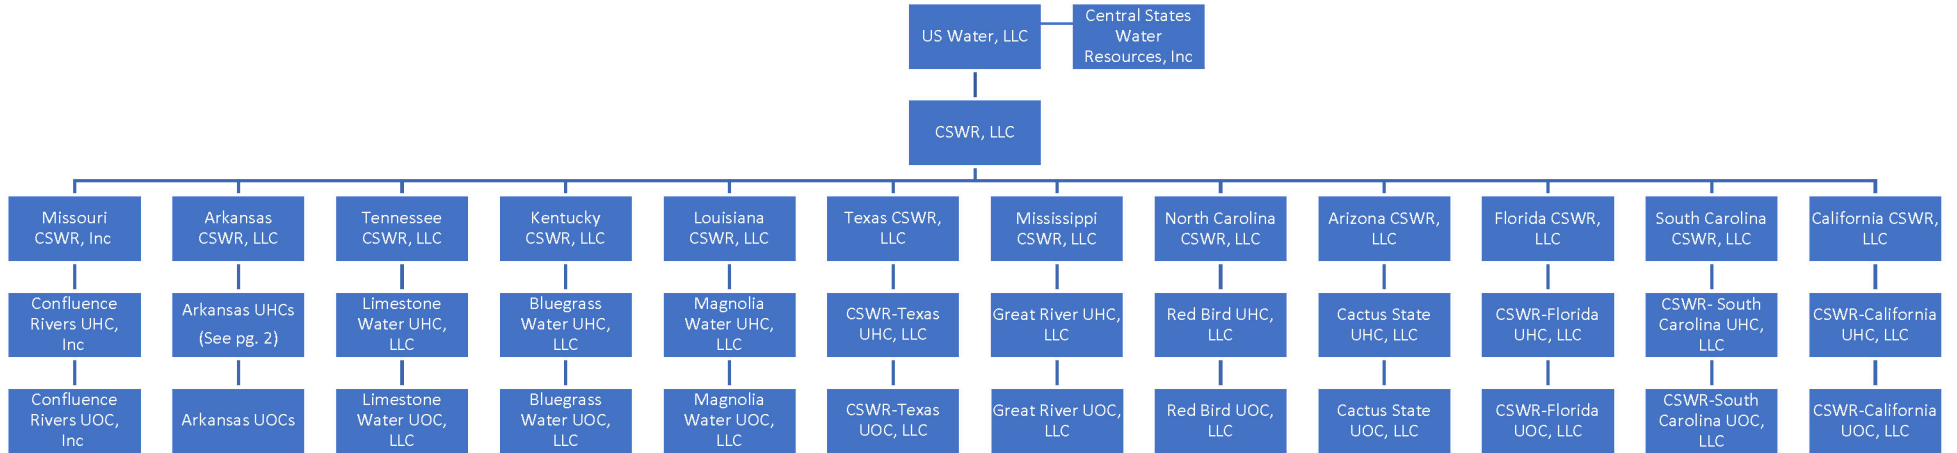 US Water, LLC
Central States
Water
Resources, Inc
CSWR, LLC
Missouri
CSWR, Inc
Arkansas
CSWR, LLC
Tennessee
CSWR, LLC
Kentucky
CSWR, LLC
Louisiana
CSWR, LLC
Texas CSWR,
LLC
Mississippi
CSWR, LLC
North Carolina
CSWR, LLC
Arizona CSWR,
LLC
Florida CSWR,
LLC
South Carolina
CSWR, LLC
California CSWR,
LLC
Confluence
Rivers UHC,
Inc
Arkansas UHCs
(See pg. 2)
Limestone
Water UHC,
LLC
Bluegrass
Water UHC,
LLC
Magnolia
Water UHC,
LLC
CSWR-Texas
UHC, LLC
Great River UHC,
LLC
Red Bird UHC,
LLC
Cactus State
UHC, LLC
CSWR-Florida
UHC, LLC
CSWR- South
Carolina UHC,
LLC
CSWR-California
UHC, LLC
Confluence
Rivers UOC,
Inc
Arkansas UOCs
Limestone
Water UOC,
LLC
Bluegrass
Water UOC,
LLC
Magnolia
Water UOC,
LLC
CSWR-Texas
UOC, LLC
Great River UOC,
LLC
Red Bird UOC,
LLC
Cactus State
UOC, LLC
CSWR-Florida
UOC, LLC
CSWR-South
Carolina UOC,
LLC
CSWR-California
UOC, LLC